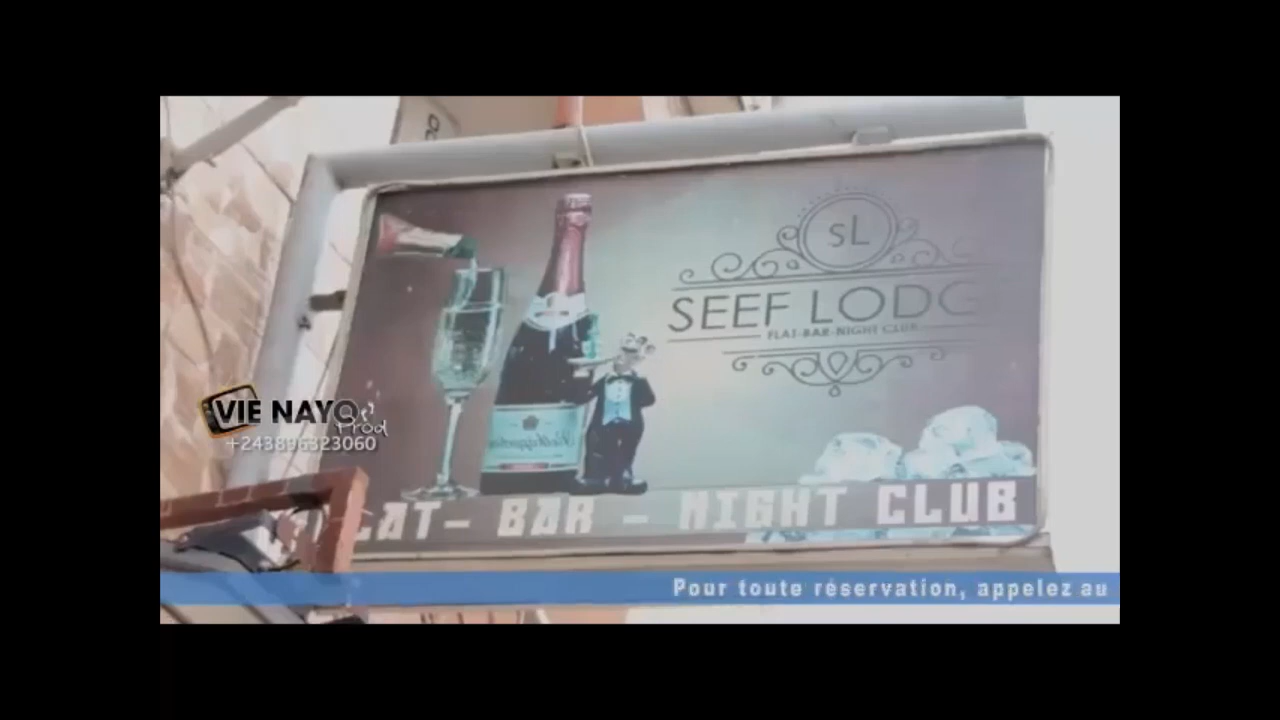 SL
SEEF LODG
FLAT-BAR-NIGHT CLUB
VIE NAYO
Prod
+243896323060
LAT- BAR - NIGHT CLUB
Pour toute réservation, appelez au